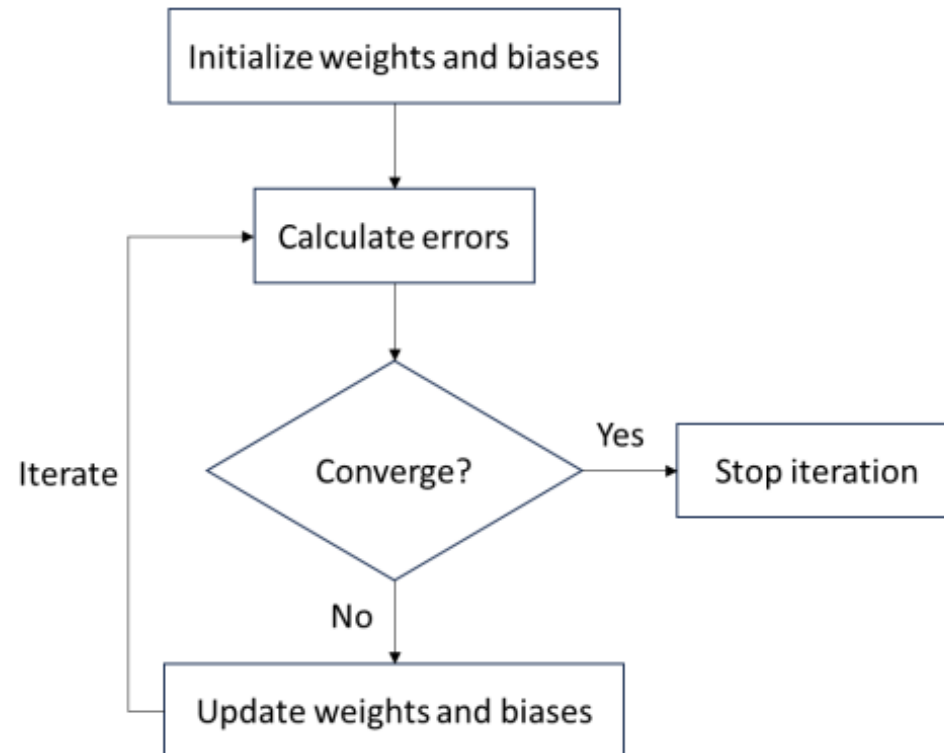 Initialize weights and biases
Calculate errors
Converge?
Yes
Stop iteration
Iterate
No
Update weights and biases